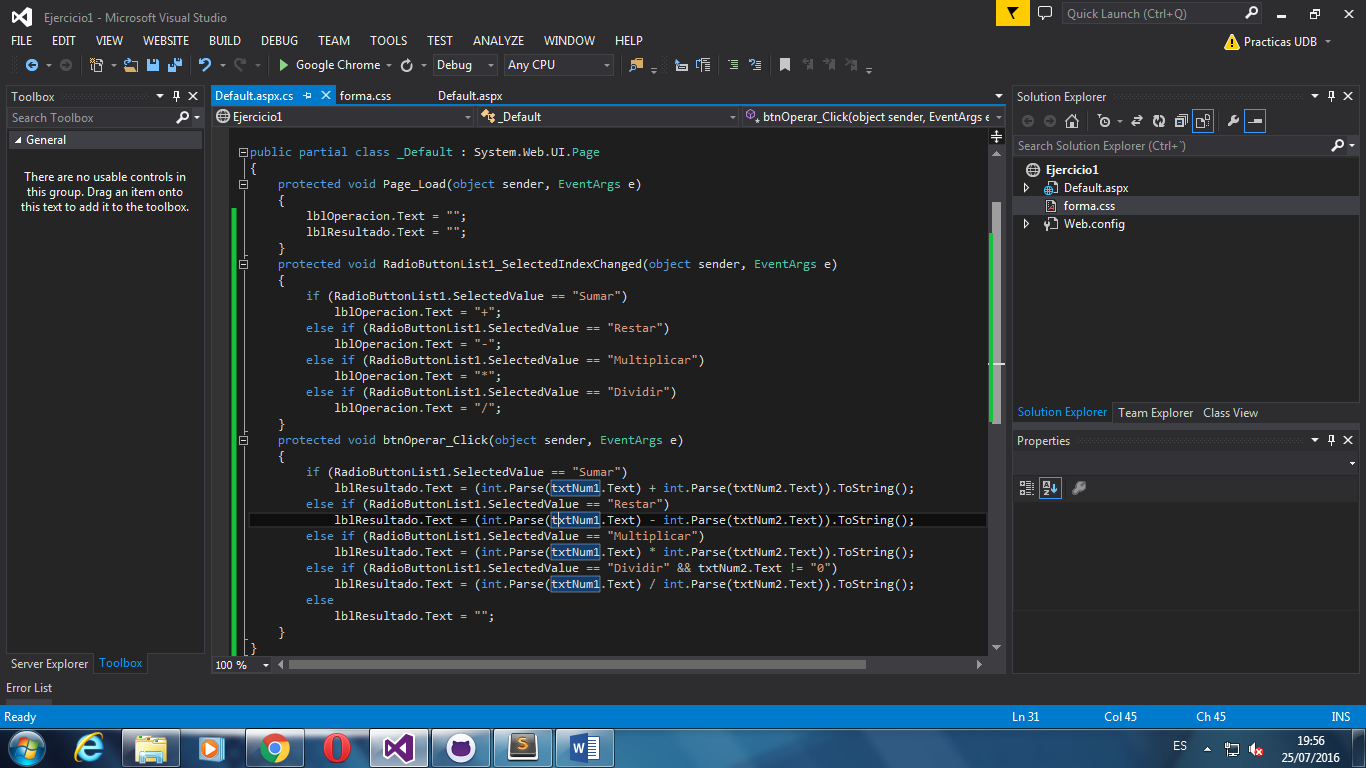 Ejercicio1 - Microsoft Visual Studio
Quick Launch (Ctrl+Q)
FILE EDIT VIEW WEBSITE BUILD DEBUG TEAM TOOLS TEST ANALYZE WINDOW HELP
Practicas UDB
Google Chrome Debug Any CPU
Toolbox
Search Toolbox
General
There are no usable controls in
this group. Drag an item onto
this text to add it to the toolbox.
Server Explorer Toolbox
Default.aspx.cs forma.css Default.aspx
Ejercicio1 _Default btnOperar_Click(object sender, EventArgs e
public partial class _Default : System.Web.UI.Page
{
protected void Page_Load(object sender, EventArgs e)
{
lblOperacion.Text = "";
lblResultado.Text = "";
}
protected void RadioButtonList1_SelectedIndexChanged(object sender, EventArgs e)
{
if (RadioButtonList1.SelectedValue == "Sumar")
lblOperacion.Text = "+";
else if (RadioButtonList1.SelectedValue == "Restar")
lblOperacion.Text = "-";
else if (RadioButtonList1.SelectedValue == "Multiplicar")
lblOperacion.Text = "*";
else if (RadioButtonList1.SelectedValue == "Dividir")
lblOperacion.Text = "/";
}
protected void btnOperar_Click(object sender, EventArgs e)
{
if (RadioButtonList1.SelectedValue == "Sumar")
lblResultado.Text = (int.Parse(txtNum1.Text) + int.Parse(txtNum2.Text)).ToString();
else if (RadioButtonList1.SelectedValue == "Restar")
lblResultado.Text = (int.Parse(txtNum1.Text) - int.Parse(txtNum2.Text)).ToString();
else if (RadioButtonList1.SelectedValue == "Multiplicar")
lblResultado.Text = (int.Parse(txtNum1.Text) * int.Parse(txtNum2.Text)).ToString();
else if (RadioButtonList1.SelectedValue == "Dividir" && txtNum2.Text != "0")
lblResultado.Text = (int.Parse(txtNum1.Text) / int.Parse(txtNum2.Text)).ToString();
else
lblResultado.Text = "";
}
}
100 %
Solution Explorer
Search Solution Explorer (Ctrl+¨)
Ejercicio1
Default.aspx
forma.css
Web.config
Solution Explorer Team Explorer Class View
Properties
Error List
Ready Ln 31 Col 45 Ch 45 INS
ES
19:56
25/07/2016